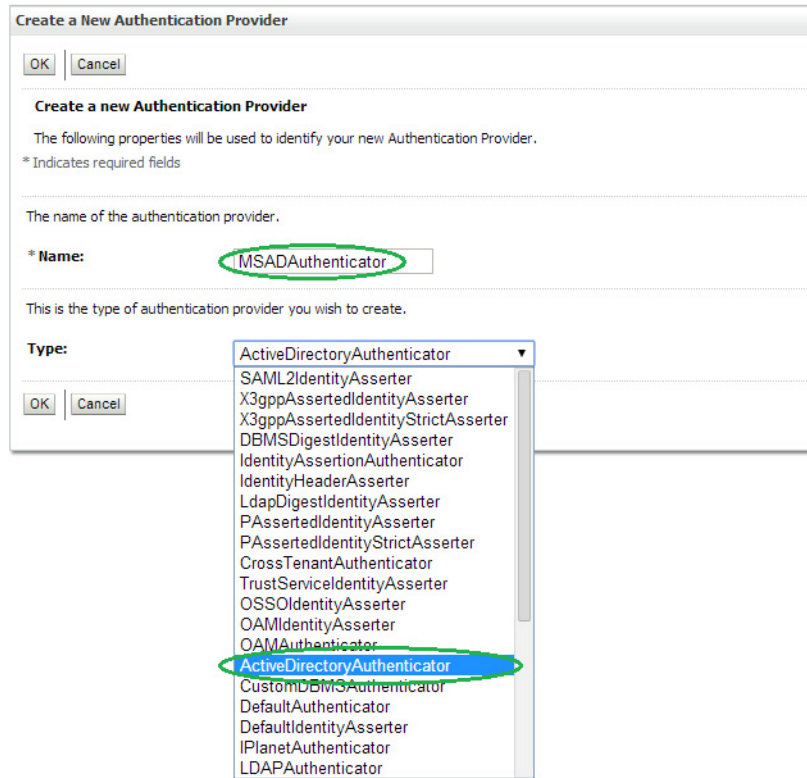 Create a New Authentication Provider
OK Cancel
Create a new Authentication Provider
The following properties will be used to identify your new Authentication Provider.
* Indicates required fields
The name of the authentication provider.
* Name: MSADAuthenticator
This is the type of authentication provider you wish to create.
Type: ActiveDirectoryAuthenticator
SAML2IdentityAsserter
X3gppAssertedIdentityAsserter
X3gppAssertedIdentityStrictAsserter
OK Cancel
DBMSDigestIdentityAsserter
IdentityAssertionAuthenticator
IdentityHeaderAsserter
LdapDigestIdentityAsserter
PAssertedIdentityAsserter
PAssertedIdentityStrictAsserter
CrossTenantAuthenticator
TrustServiceIdentityAsserter
OSSOIdentityAsserter
OAMIdentityAsserter
OAMAuthenticator
ActiveDirectoryAuthenticator
CustomDBMSAuthenticator
DefaultAuthenticator
DefaultIdentityAsserter
IPlanetAuthenticator
LDAPAuthenticator